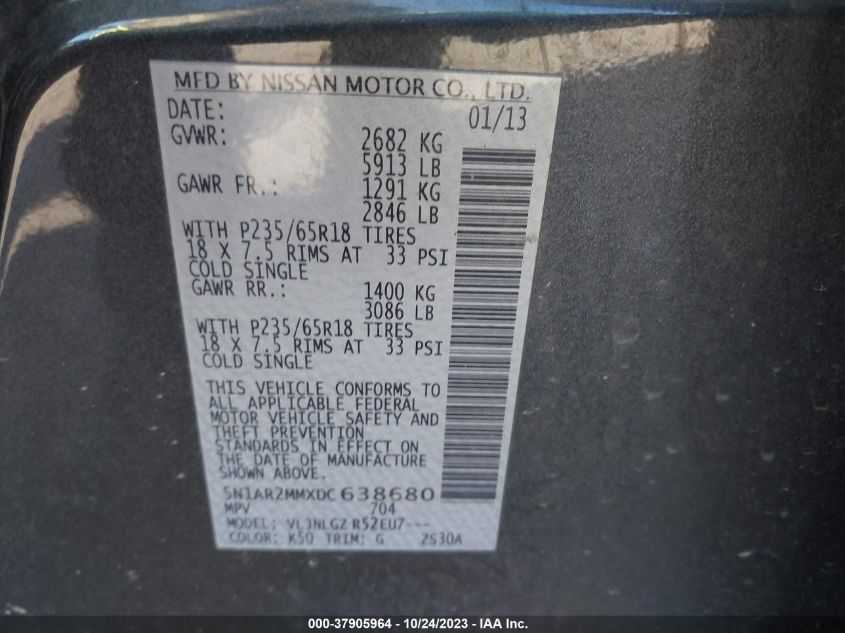 MFD BY NISSAN MOTOR CO., LTD.
DATE: 01/13
GVWR: 2682 KG
5913 LB
GAWR FR.: 1291 KG
2846 LB
WITH P235/65R18 TIRES
18 X 7.5 RIMS AT 33 PSI
COLD SINGLE
GAWR RR.: 1400 KG
3086 LB
WITH P235/65R18 TIRES
18 X 7.5 RIMS AT 33 PSI
COLD SINGLE
THIS VEHICLE CONFORMS TO
ALL APPLICABLE FEDERAL
MOTOR VEHICLE SAFETY AND
THEFT PREVENTION
STANDARDS IN EFFECT ON
THE DATE OF MANUFACTURE
SHOWN ABOVE.
5N1AR2MMXDC 638680
MPV 704
MODEL: VL3NLGZ R52EU7---
COLOR: K50 TRIM: G ZS30A
000-37905964 - 10/24/2023 - IAA Inc.